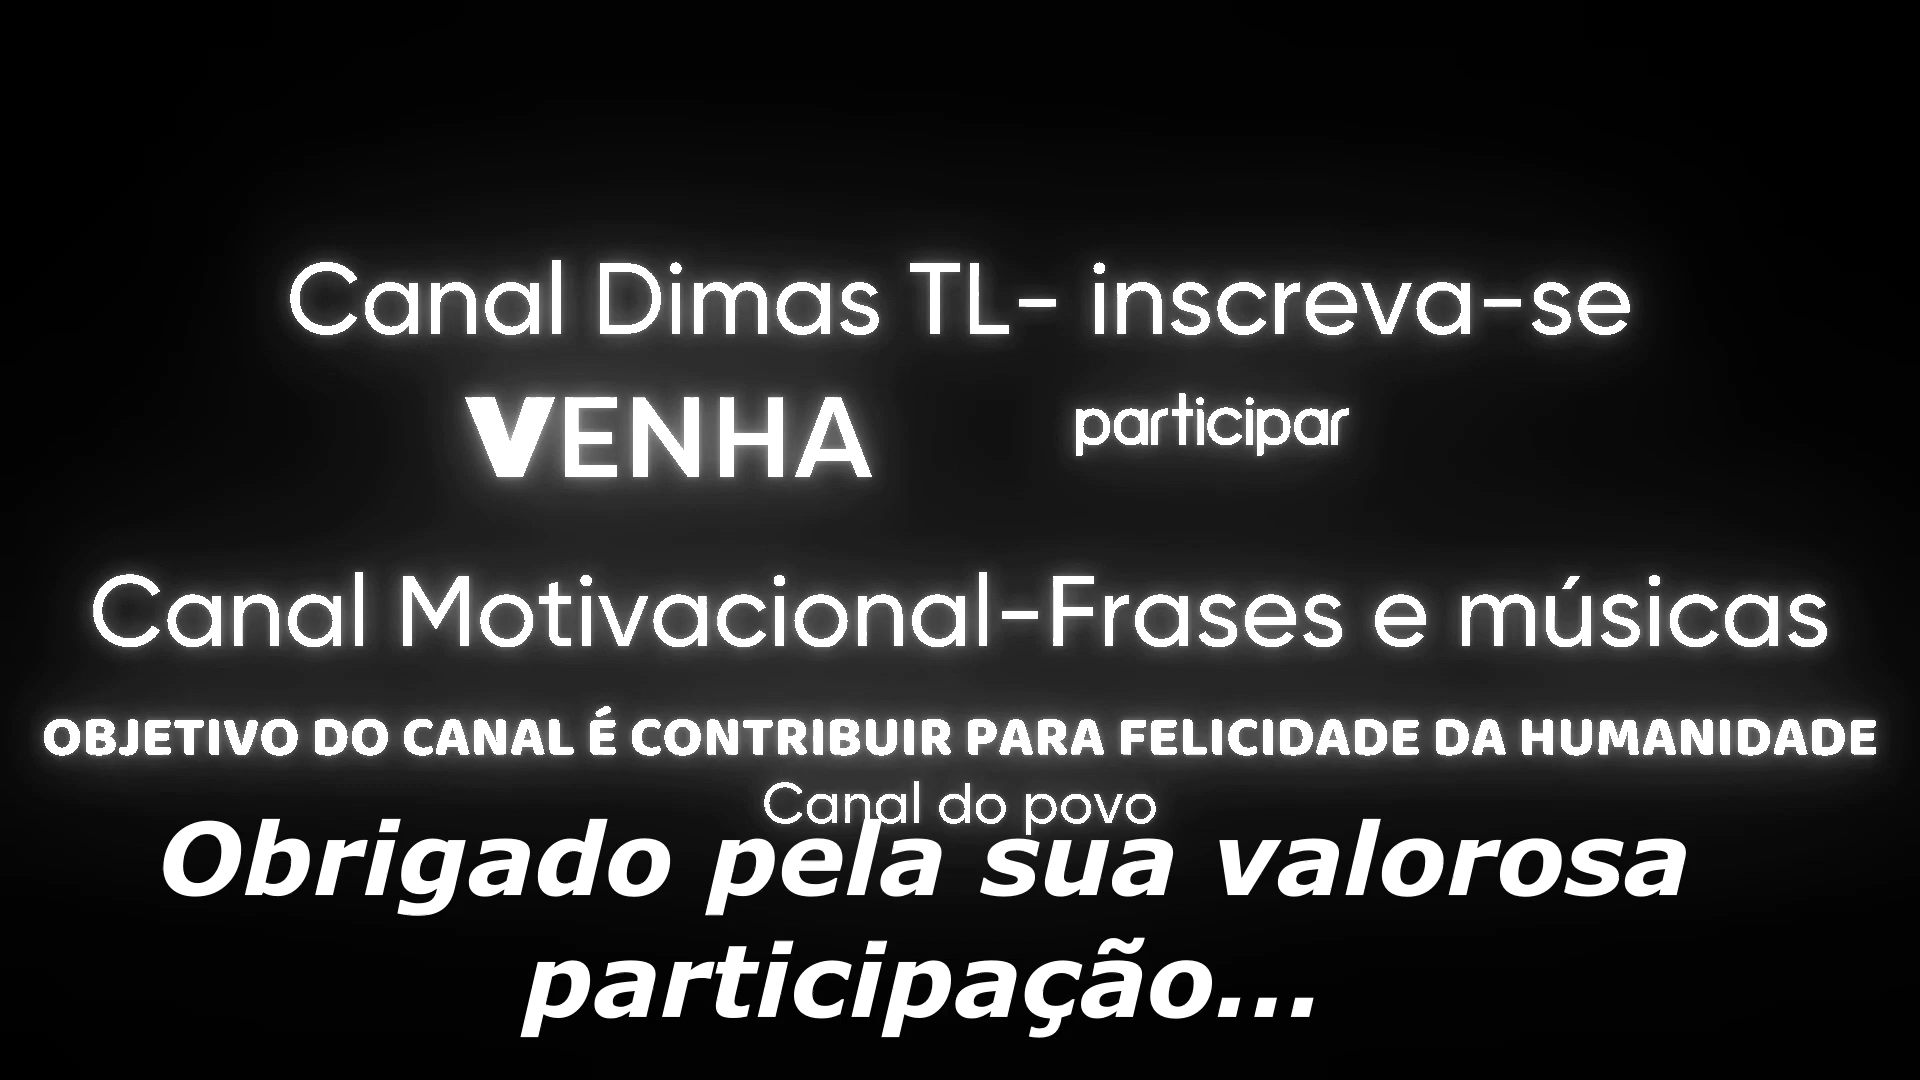 Canal Dimas TL- inscreva-se
VENHA participar
Canal Motivacional-Frases e músicas
OBJETIVO DO CANAL É CONTRIBUIR PARA FELICIDADE DA HUMANIDADE
Canal do povo
Obrigado pela sua valorosa
participação...